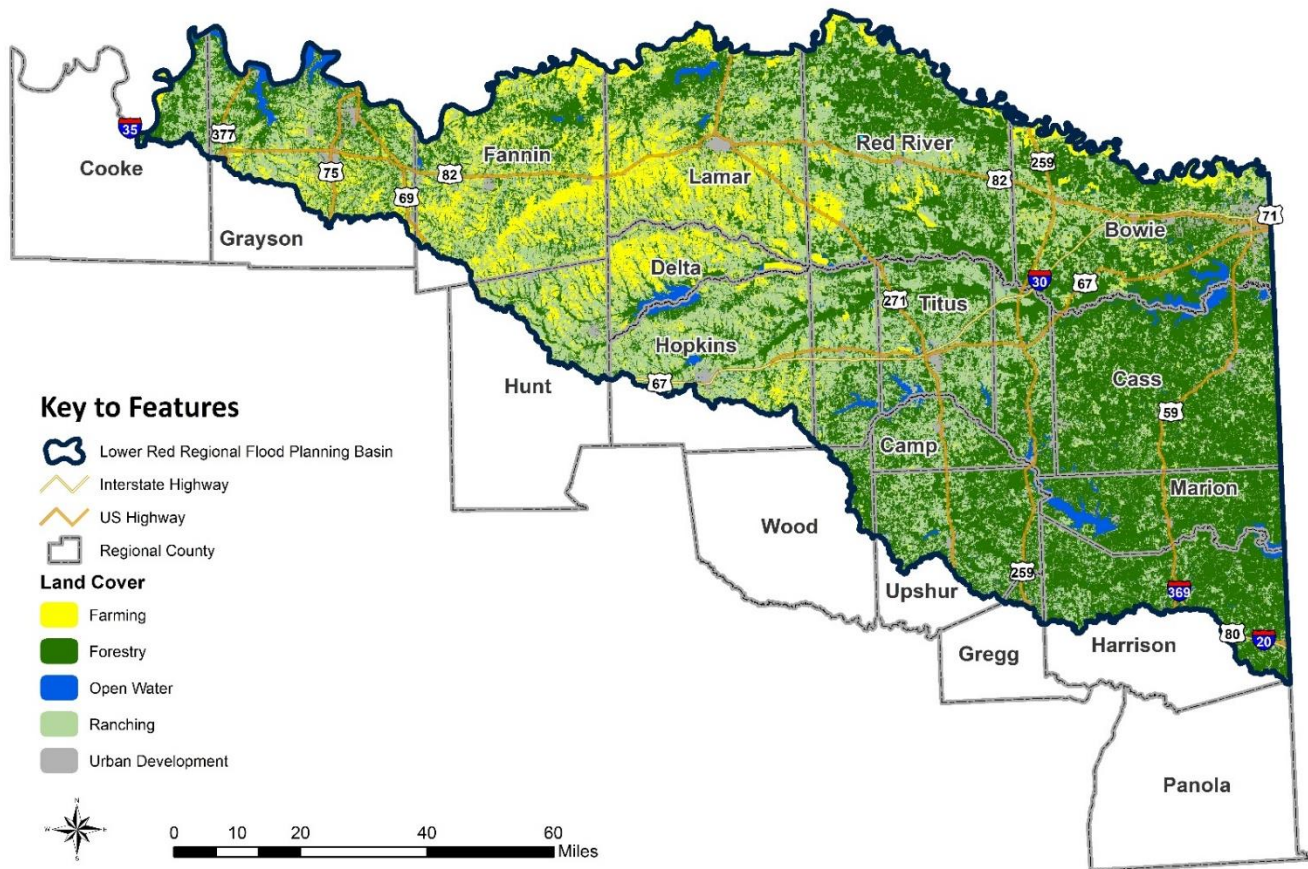 35
377
Cooke
75
82
69
Fannin
Grayson
Lamar
Red River
82
259
71
Bowie
Delta
30
67
271
Titus
Hopkins
67
Hunt
Cass
59
Camp
Marion
Wood
Upshur
259
369
Gregg
Harrison
80
20
Panola
Key to Features
Lower Red Regional Flood Planning Basin
Interstate Highway
US Highway
Regional County
Land Cover
Farming
Forestry
Open Water
Ranching
Urban Development
N
W
E
S
0 10 20 40 60
Miles